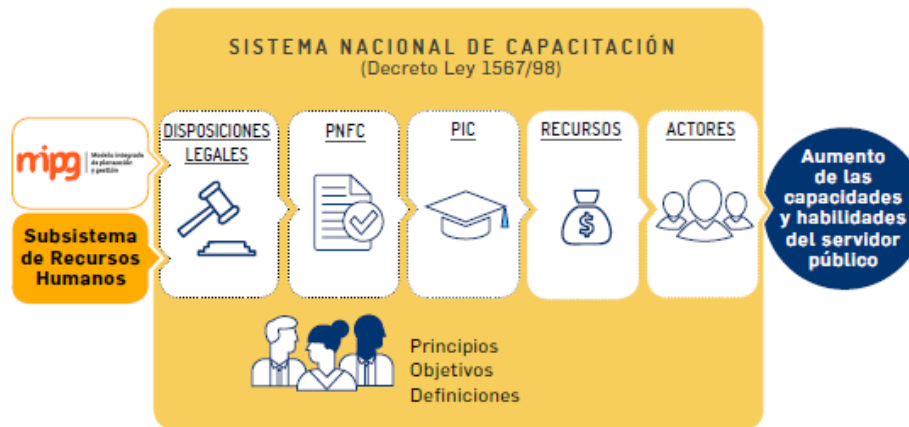 SISTEMA NACIONAL DE CAPACITACIÓN
(Decreto Ley 1567/98)
mipg
Modelo integrado
de planeación
y gestión
Subsistema
de Recursos
Humanos
DISPOSICIONES
LEGALES
PNFC
PIC
RECURSOS
$
ACTORES
Aumento
de las
capacidades
y habilidades
del servidor
público
Principios
Objetivos
Definiciones